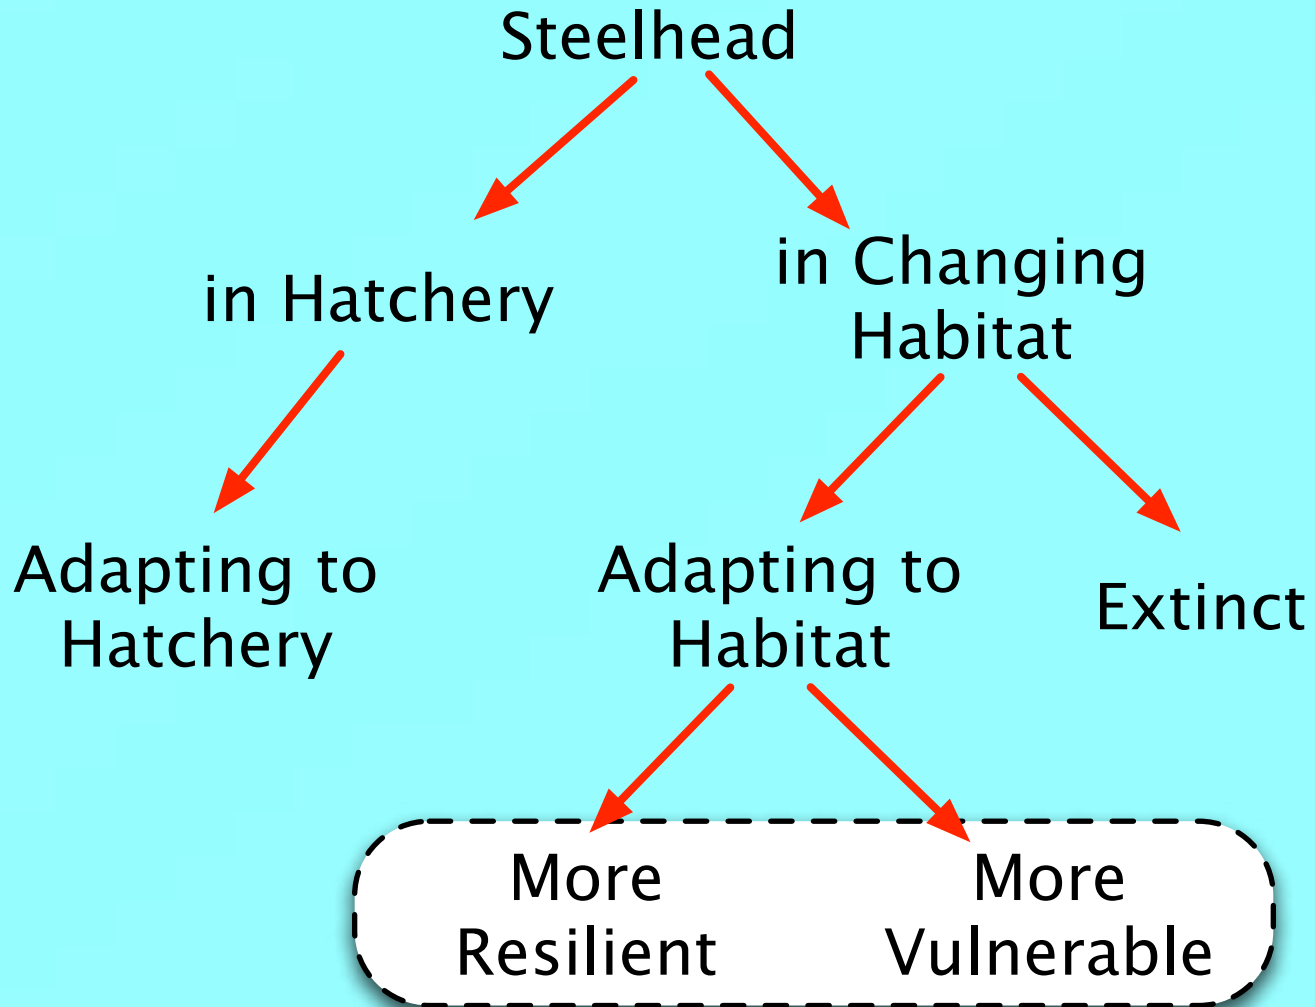 Steelhead
in Hatchery
in Changing
Habitat
Adapting to
Hatchery
Adapting to
Habitat
Extinct
More
Resilient
More
Vulnerable